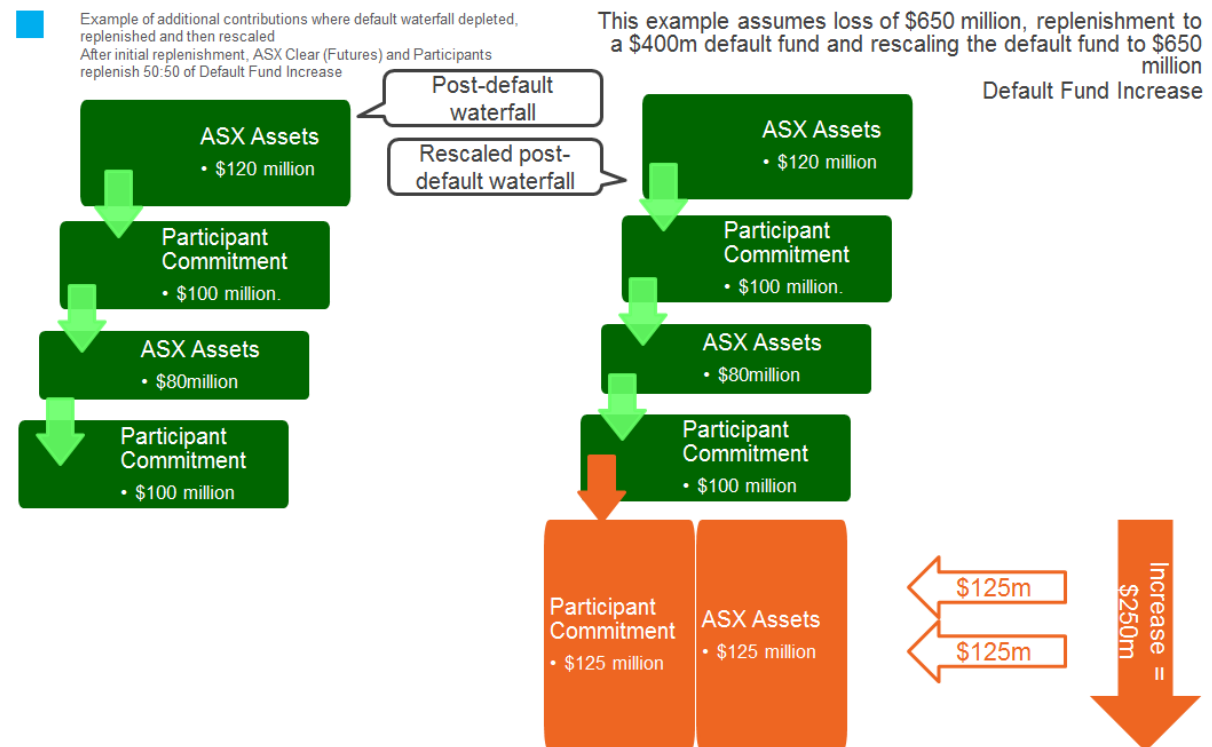 Example of additional contributions where default waterfall depleted,
replenished and then rescaled
After initial replenishment, ASX Clear (Futures) and Participants
replenish 50:50 of Default Fund Increase
This example assumes loss of $650 million, replenishment to
a $400m default fund and rescaling the default fund to $650
million
Default Fund Increase
Post-default
waterfall
Rescaled post-
default waterfall
ASX Assets
• $120 million
Participant
Commitment
• $100 million.
ASX Assets
• $80million
Participant
Commitment
• $100 million
ASX Assets
• $120 million
Participant
Commitment
• $100 million.
ASX Assets
• $80million
Participant
Commitment
• $100 million
Participant
Commitment
• $125 million
ASX Assets
• $125 million
$125m
$125m
Increase =
$250m